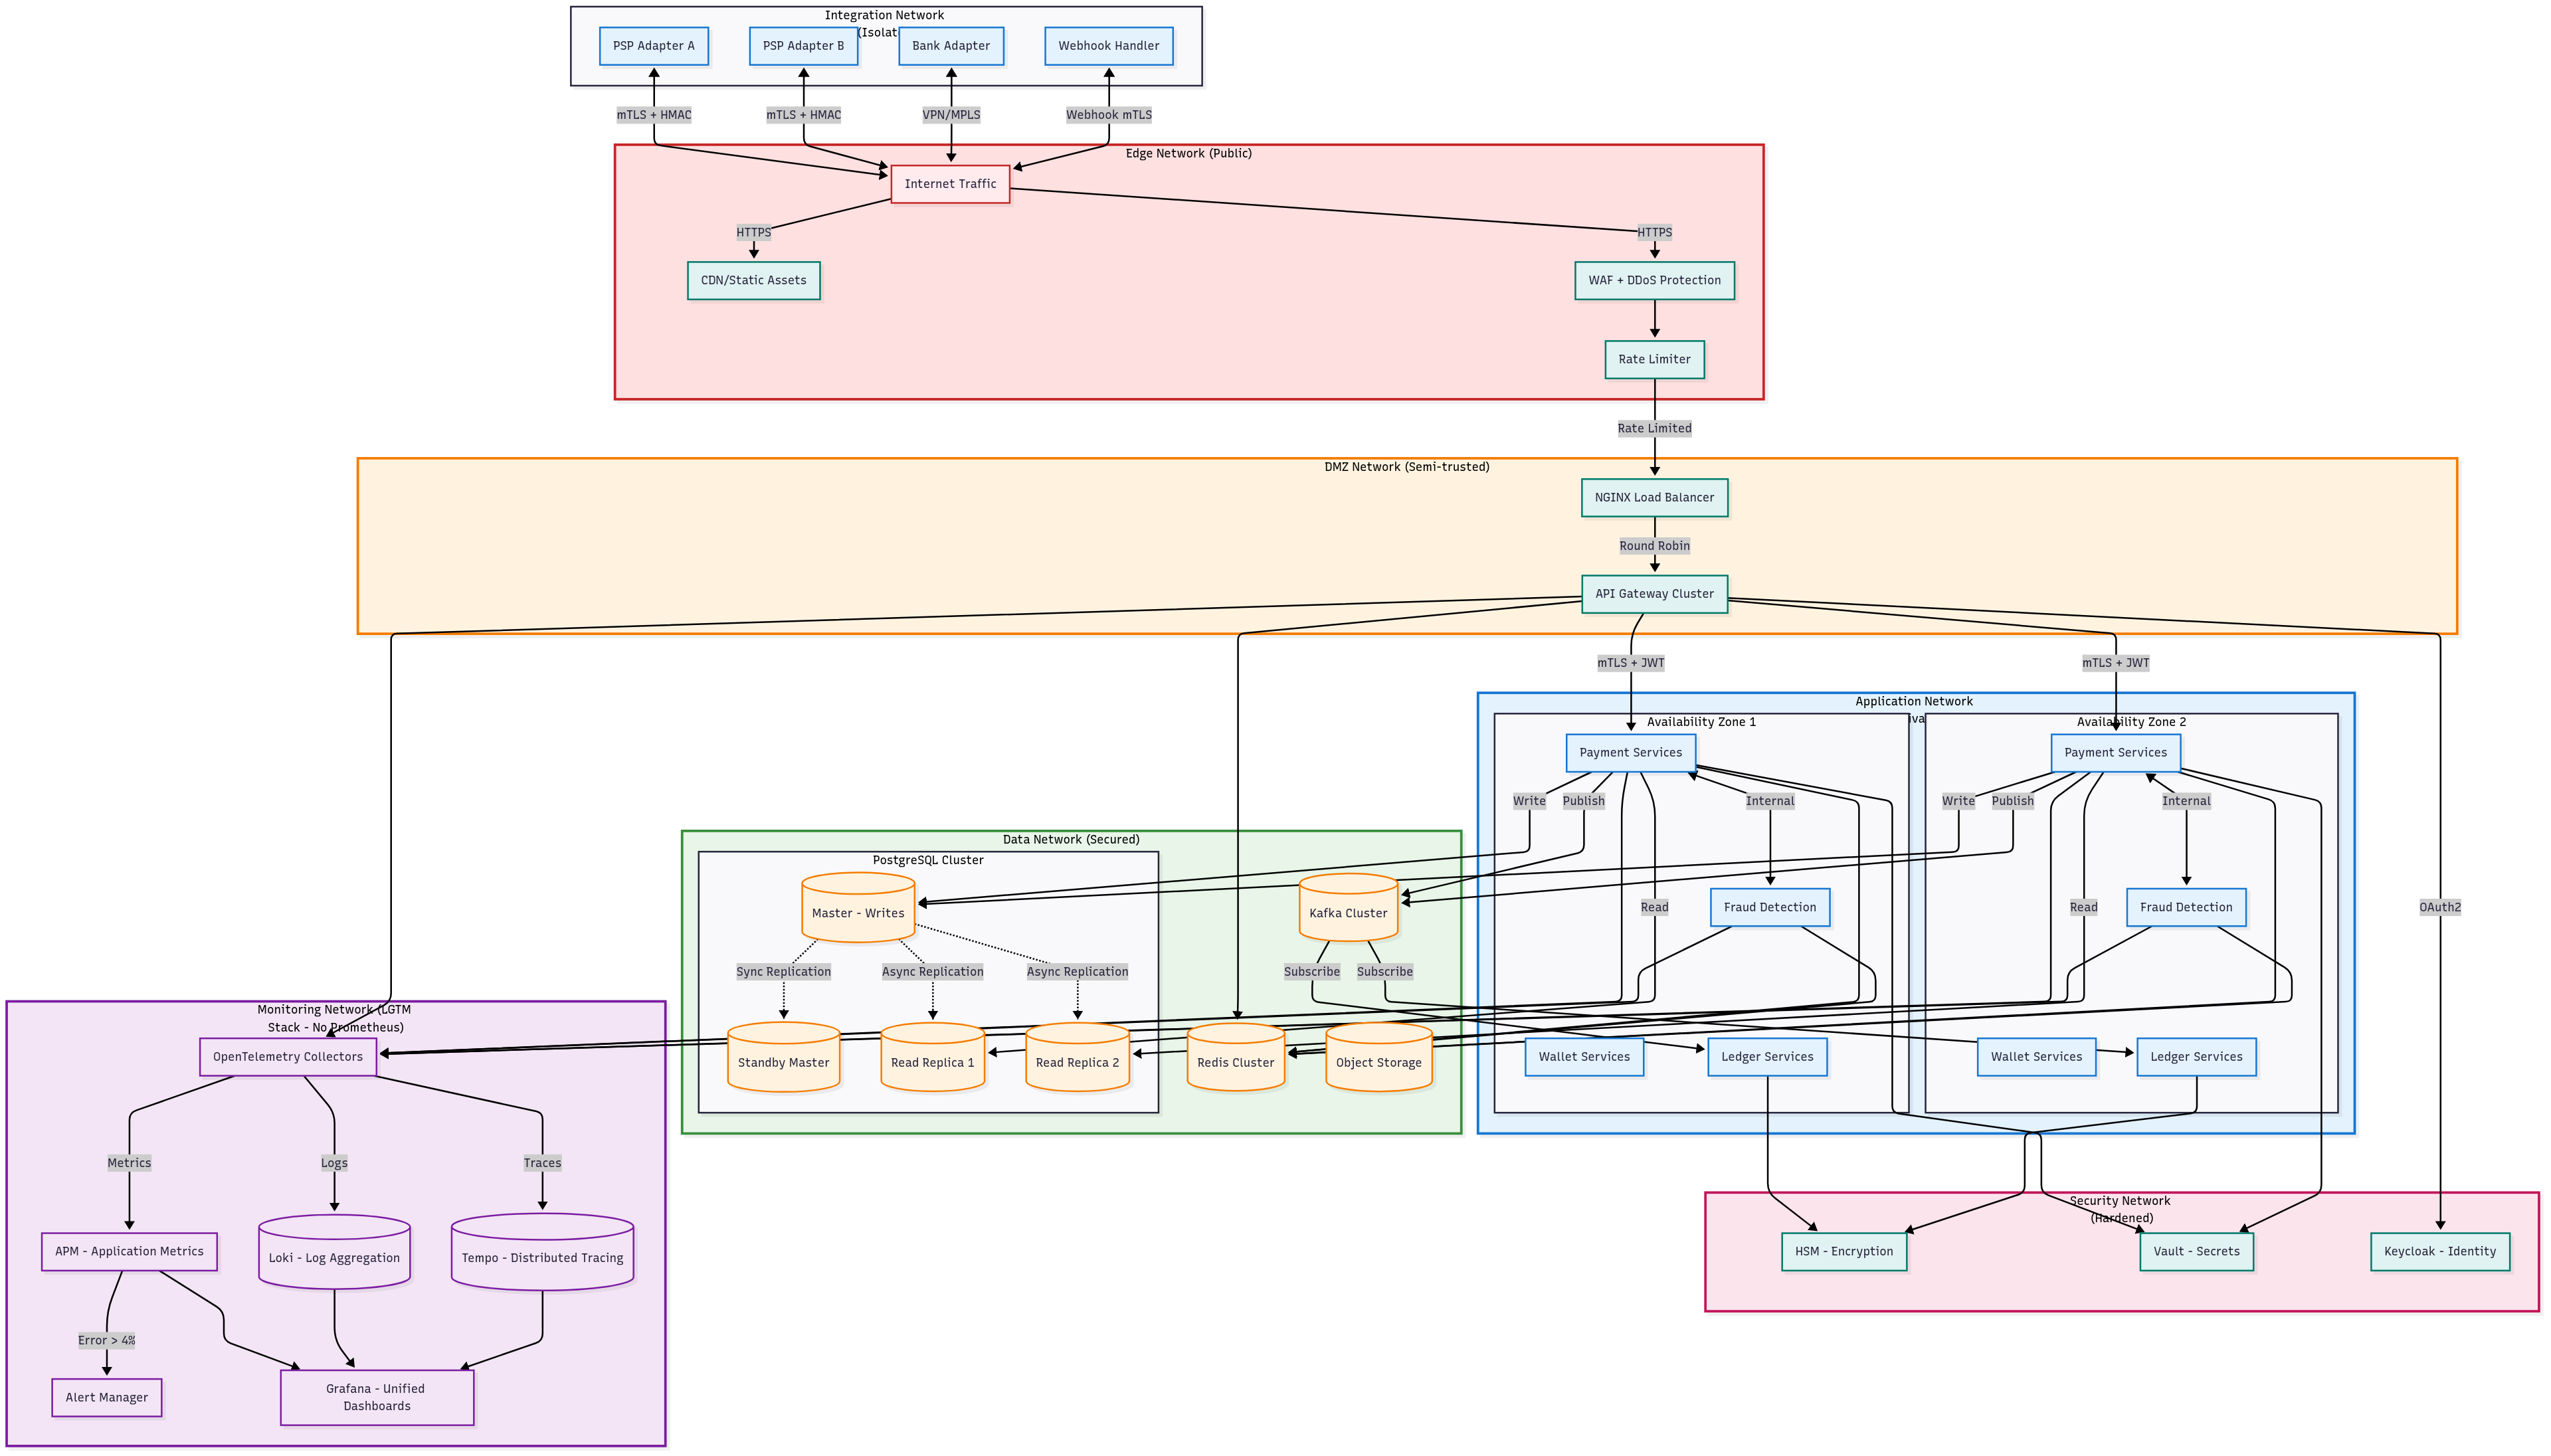 Integration Network
(Isolat
PSP Adapter A
PSP Adapter B
Bank Adapter
Webhook Handler
mTLS + HMAC
mTLS + HMAC
VPN/MPLS
Webhook mTLS
Edge Network (Public)
Internet Traffic
HTTPS
HTTPS
CDN/Static Assets
WAF + DDoS Protection
Rate Limiter
Rate Limited
DMZ Network (Semi-trusted)
NGINX Load Balancer
Round Robin
API Gateway Cluster
mTLS + JWT
mTLS + JWT
Application Network
Availability Zone 1
Availability Zone 2
Payment Services
Payment Services
Write
Publish
Internal
Write
Publish
Internal
Data Network (Secured)
PostgreSQL Cluster
Master - Writes
Kafka Cluster
Read
Fraud Detection
Read
Fraud Detection
OAuth2
Sync Replication
Async Replication
Async Replication
Subscribe
Subscribe
Monitoring Network (LGTM
Stack - No Prometheus)
OpenTelemetry Collectors
Standby Master
Read Replica 1
Read Replica 2
Redis Cluster
Object Storage
Wallet Services
Ledger Services
Wallet Services
Ledger Services
Metrics
Logs
Traces
Security Network
(Hardened)
APM - Application Metrics
Loki - Log Aggregation
Tempo - Distributed Tracing
HSM - Encryption
Vault - Secrets
Keycloak - Identity
Error > 4%
Alert Manager
Grafana - Unified
Dashboards